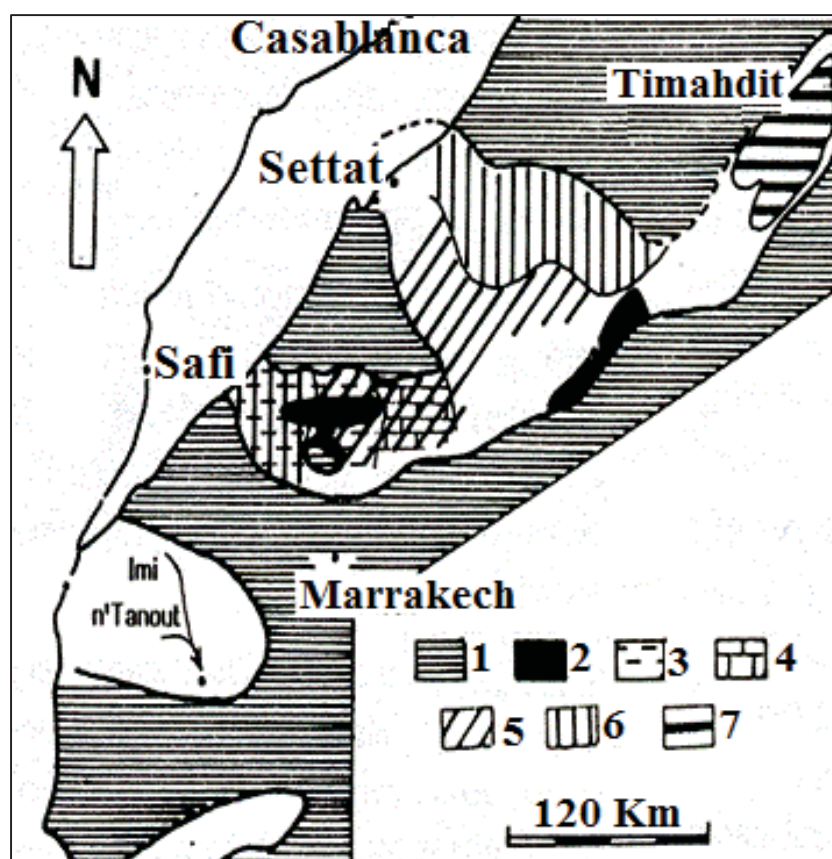 Casablanca
N
Timahdit
Settat
Safi
Imi
n'Tanout
Marrakech
1 2 3 4
5 6 7
120 Km